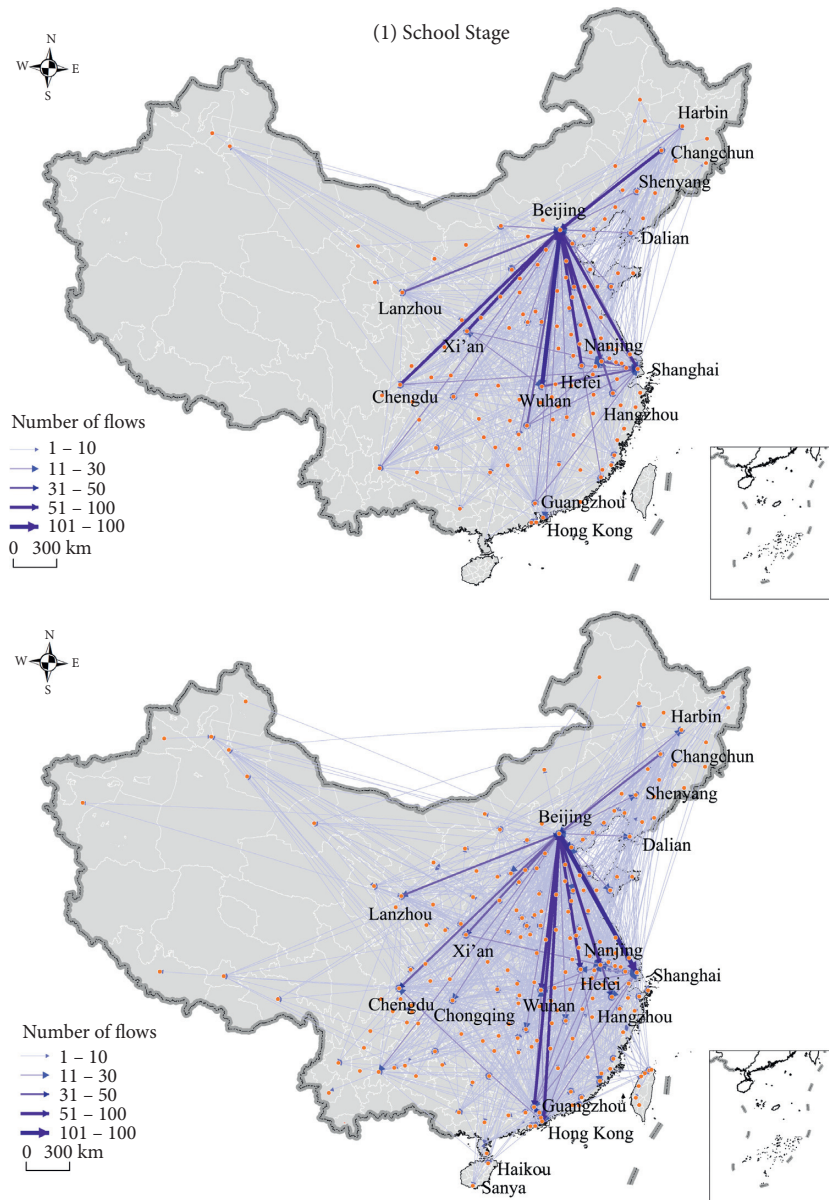 (1) School Stage
N
W E
S
Harbin
Changchun
Shenyang
Beijing
Dalian
Lanzhou
Xi'an
Nanjing
Shanghai
Chengdu
Hefei
Wuhan
Hangzhou
Number of flows
1 – 10
11 – 30
31 – 50
51 – 100
101 – 100
0 300 km
Guangzhou
Hong Kong
N
W E
S
Harbin
Changchun
Shenyang
Beijing
Dalian
Lanzhou
Xi'an
Nanjing
Shanghai
Hefei
Chengdu
Chongqing
Wuhan
Hangzhou
Number of flows
1 – 10
11 – 30
31 – 50
51 – 100
101 – 100
0 300 km
Guangzhou
Hong Kong
Haikou
Sanya